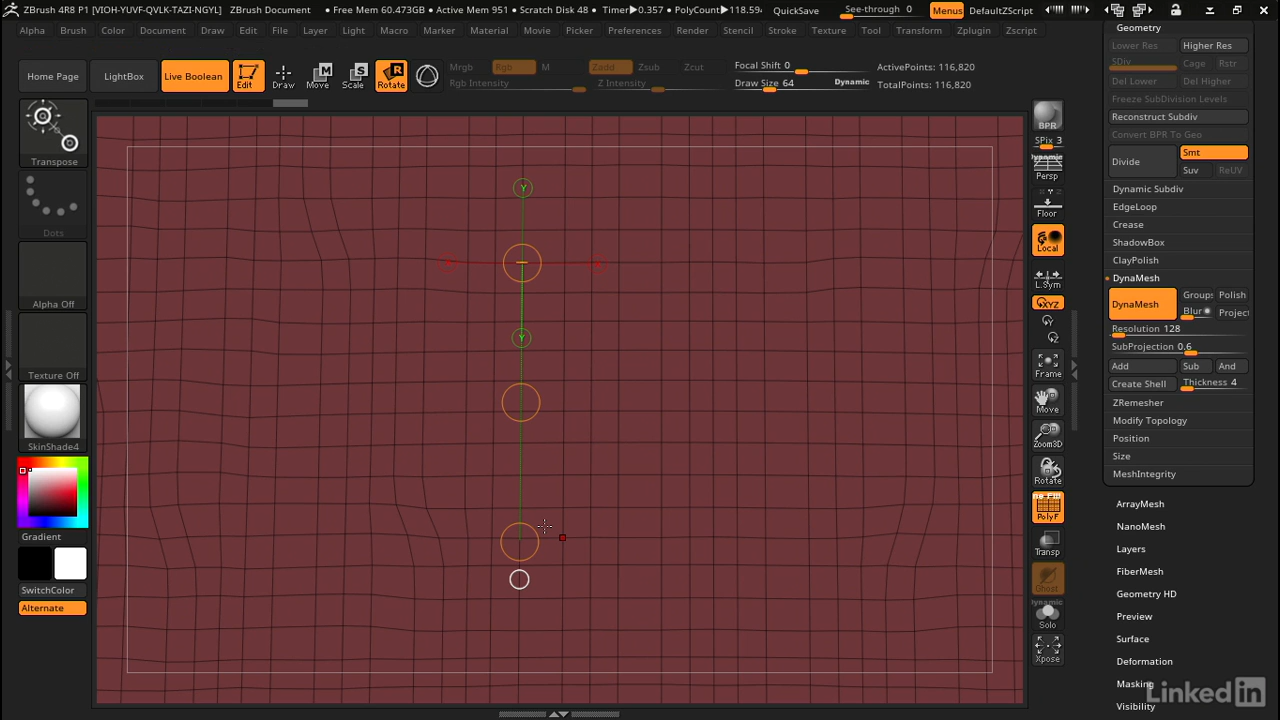 ZBrush 4R8 P1 [VIOH-YUVF-QVLK-TAZI-NGYL] ZBrush Document • Free Mem 60.473GB • Active Mem 951 • Scratch Disk 48 • Timer▶0.357 • PolyCount▶118.59 QuickSave See-through 0 Menus DefaultZScript
Alpha Brush Color Document Draw Edit File Layer Light Macro Marker Material Movie Picker Preferences Render Stencil Stroke Texture Tool Transform Zplugin Zscript
Home Page LightBox Live Boolean Edit Draw Move Scale Rotate
Mrgb Rgb M Zadd Zsub Zcut
Rgb Intensity Z Intensity
Focal Shift 0
Draw Size 64 Dynamic
ActivePoints: 116,820
TotalPoints: 116,820
Transpose
Dots
Alpha Off
Texture Off
SkinShade4
Gradient
SwitchColor
Alternate
Y
Y
BPR
SPix 3
Dynamic
Persp
Floor
Local
L.Sym
XYZ
Y
Z
Frame
Move
Zoom3D
Rotate
PolyF
Transp
Ghost
Dynamic
Solo
Xpose
Geometry
Lower Res Higher Res
SDiv Cage Rstr
Del Lower Del Higher
Freeze SubDivision Levels
Reconstruct Subdiv
Convert BPR To Geo
Divide Smt
Suv ReUV
Dynamic Subdiv
EdgeLoop
Crease
ShadowBox
ClayPolish
DynaMesh
DynaMesh Groups Polish
Blur Project
Resolution 128
SubProjection 0.6
Add Sub And
Create Shell Thickness 4
ZRemesher
Modify Topology
Position
Size
MeshIntegrity
ArrayMesh
NanoMesh
Layers
FiberMesh
Geometry HD
Preview
Surface
Deformation
Masking
Visibility
Linked in